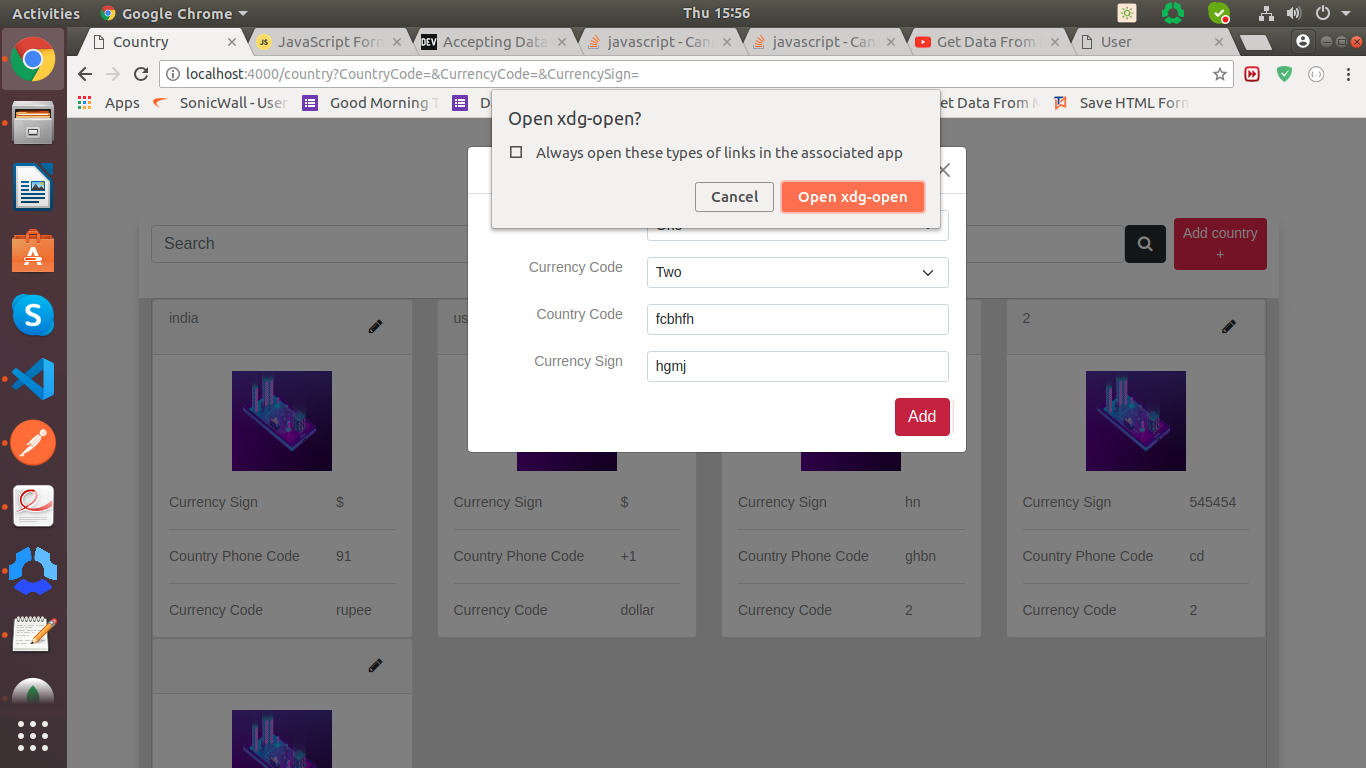 Activities Google Chrome Thu 15:56
Country JavaScript Form Accepting Data javascript - Can javascript - Can Get Data From User
localhost:4000/country?CountryCode=&CurrencyCode=&CurrencySign=
Apps SonicWall - User Good Morning et Data From Save HTML Form
Open xdg-open?
Always open these types of links in the associated app
Cancel Open xdg-open
Search Add country
+
Currency Code Two
Country Code fcbhfh
Currency Sign hgmj
Add
india us 2
Currency Sign $ Currency Sign $ Currency Sign hn Currency Sign 545454
Country Phone Code 91 Country Phone Code +1 Country Phone Code ghbn Country Phone Code cd
Currency Code rupee Currency Code dollar Currency Code 2 Currency Code 2